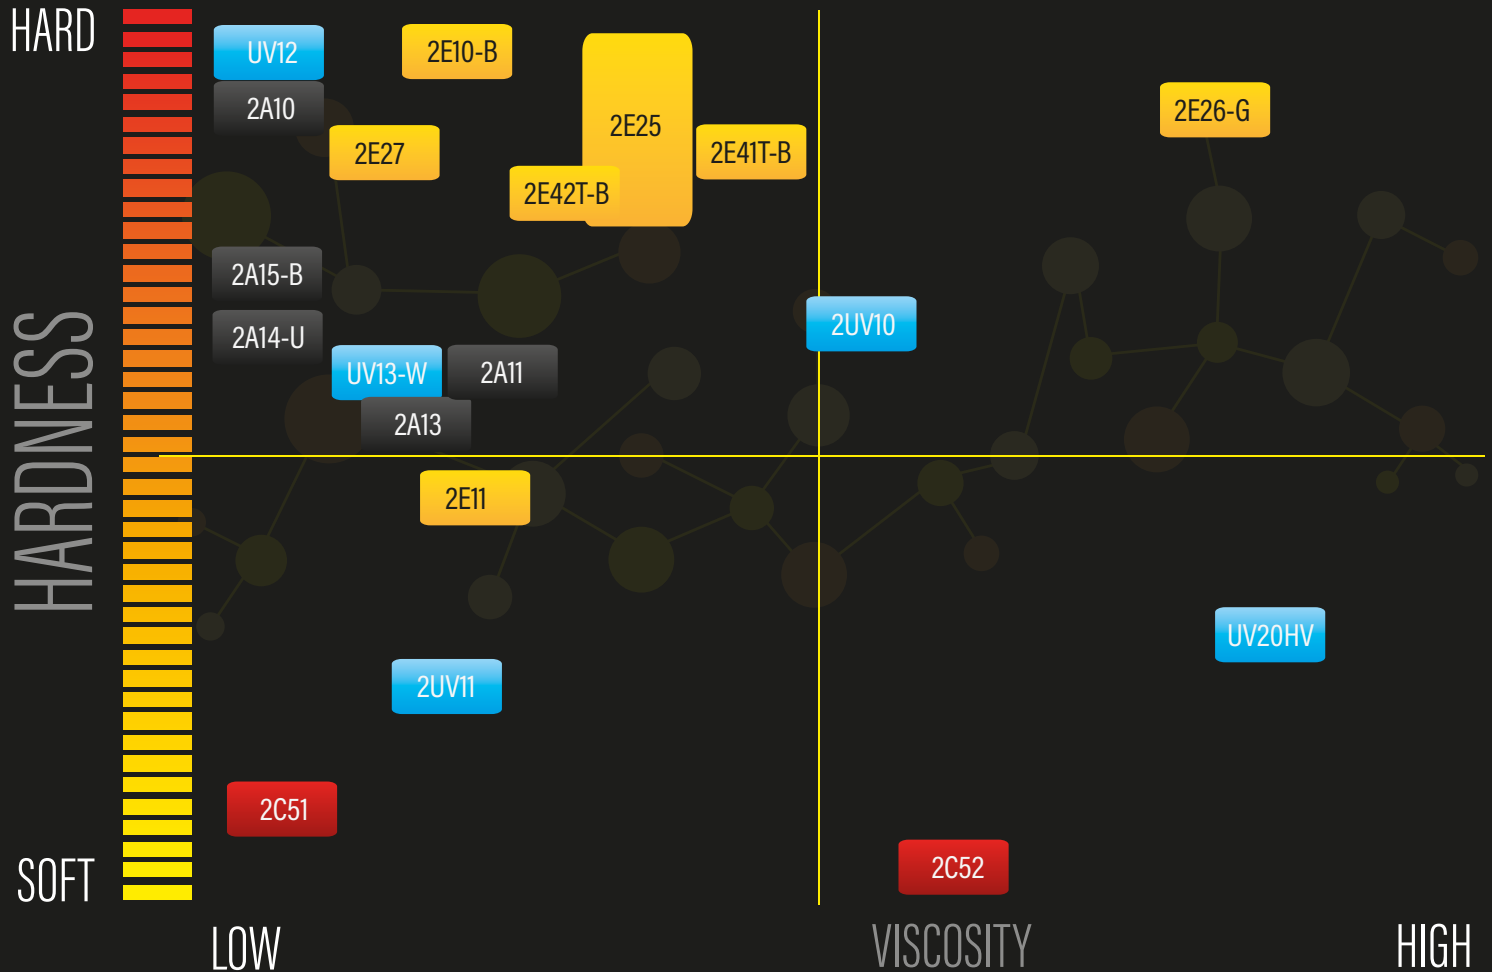 HARD
UV12
2E10-B
2A10
2E25
2E26-G
2E27
2E41T-B
2E42T-B
2A15-B
2A14-U
2UV10
UV13-W
2A11
2A13
HARDNESS
2E11
UV20HV
2UV11
2C51
2C52
SOFT
LOW
VISCOSITY
HIGH